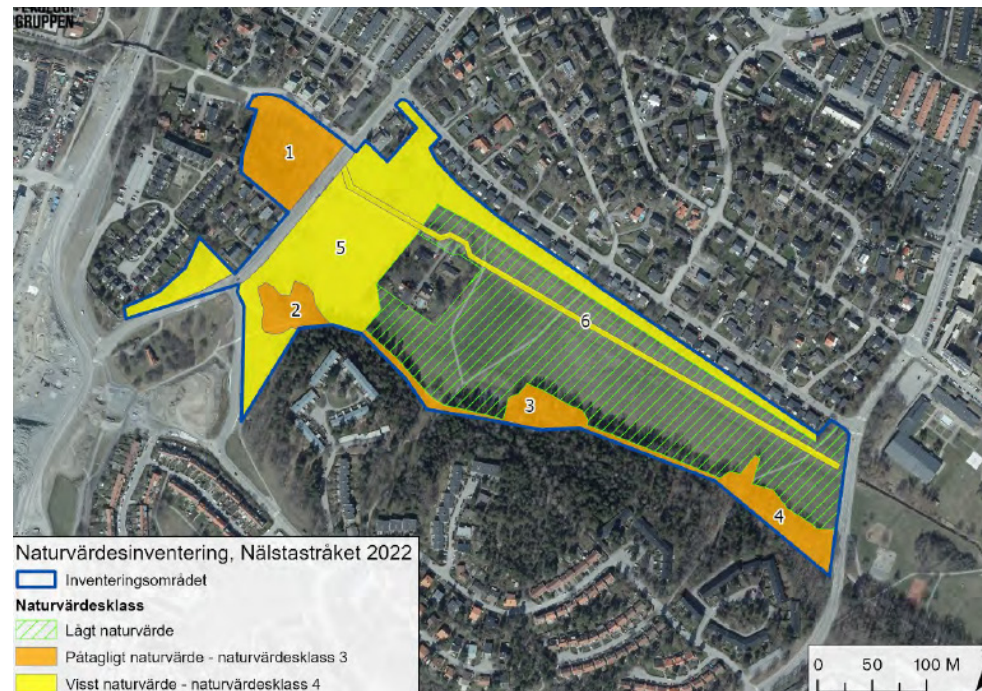 GRUPPEN
1
5
2
6
3
4
Naturvärdesinventering, Nälstastråket 2022
Inventeringsområdet
Naturvärdesklass
Lågt naturvärde
Påtagligt naturvärde - naturvärdesklass 3
Visst naturvärde - naturvärdesklass 4
0 50 100 M